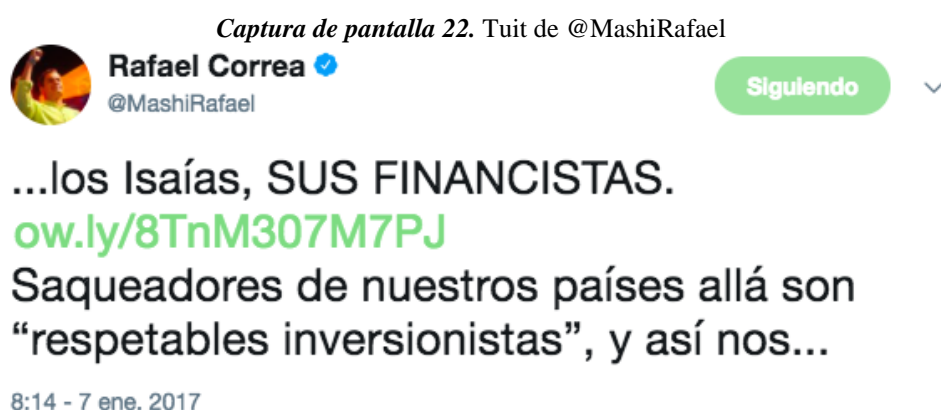 Captura de pantalla 22. Tuit de @MashiRafael
Rafael Correa
@MashiRafael
Siguiendo
...los Isaías, SUS FINANCISTAS.
ow.ly/8TnM307M7PJ
Saqueadores de nuestros países allá son
“respetables inversionistas”, y así nos...
8:14 - 7 ene. 2017